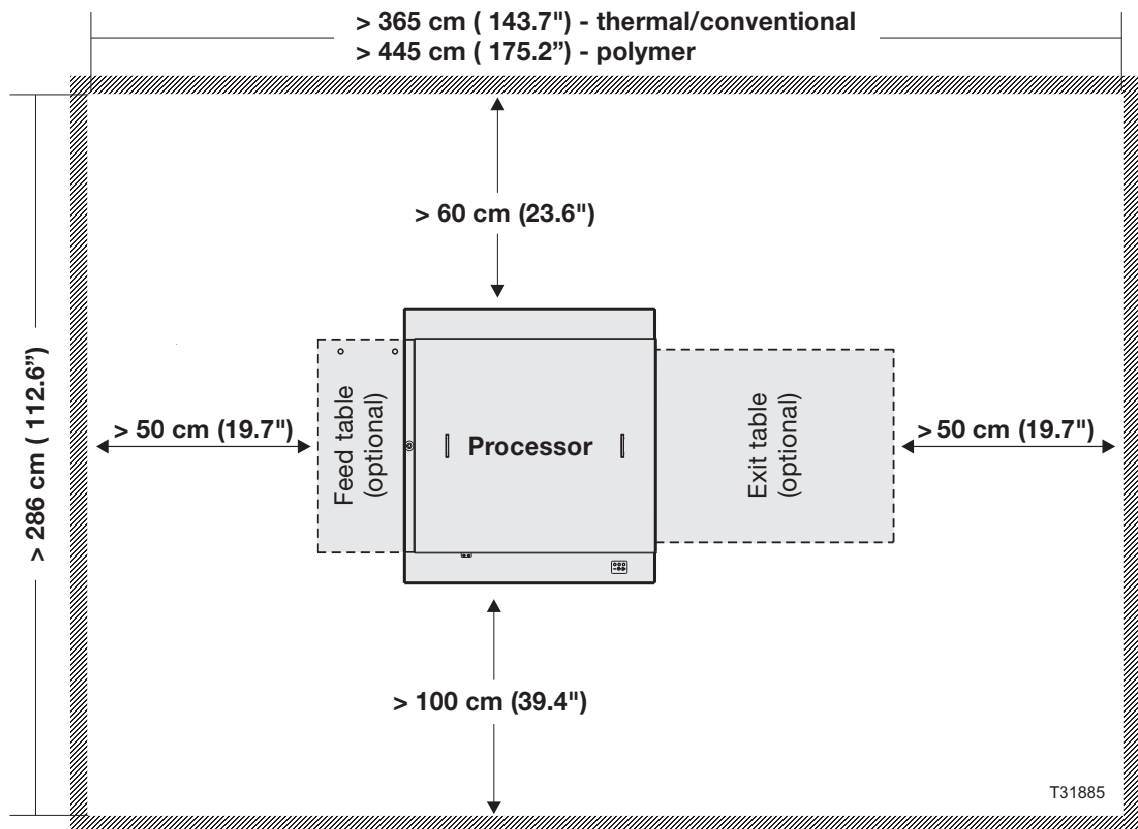 > 365 cm ( 143.7") - thermal/conventional
> 445 cm ( 175.2”) - polymer
> 60 cm (23.6")
> 286 cm ( 112.6”)
> 50 cm (19.7")
Feed table
(optional)
Processor
Exit table
(optional)
> 50 cm (19.7")
> 100 cm (39.4")
T31885